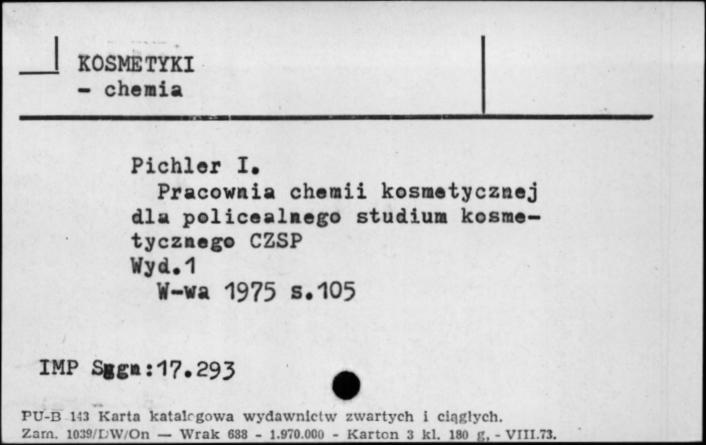 KOSMETYKI
- chemia
Pichler I.
Pracownia chemii kosmetycznej
dla policealnego studium kosme-
tycznego CZSP
Wyd.1
W-wa 1975 s.105
IMP Sggn:17.293
PU-B 143 Karta katalogowa wydawnictw zwartych i ciągłych.
Zam. 1039/DW/On — Wrak 688 - 1.970.000 - Karton 3 kl. 180 g. - VIII.73.